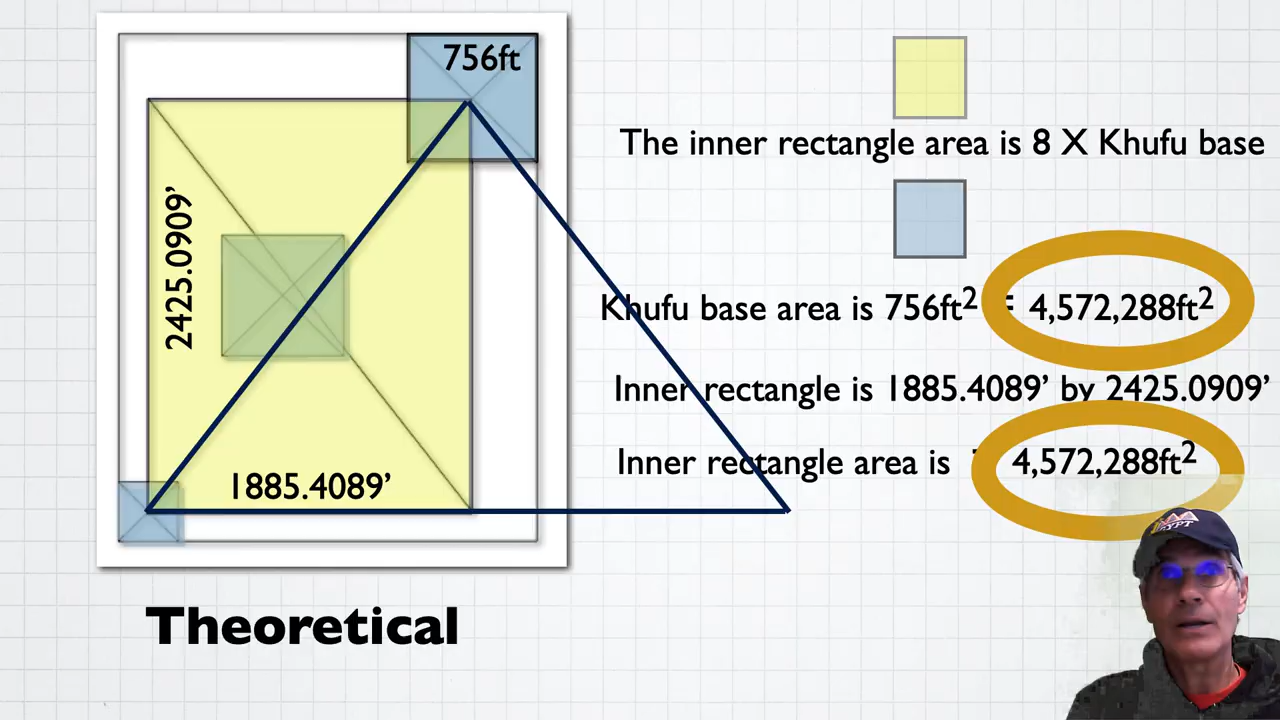 756ft
2425.0909’
1885.4089’
Theoretical
The inner rectangle area is 8 X Khufu base
Khufu base area is 756ft² = 4,572,288ft²
Inner rectangle is 1885.4089’ by 2425.0909’
Inner rectangle area is 4,572,288ft²